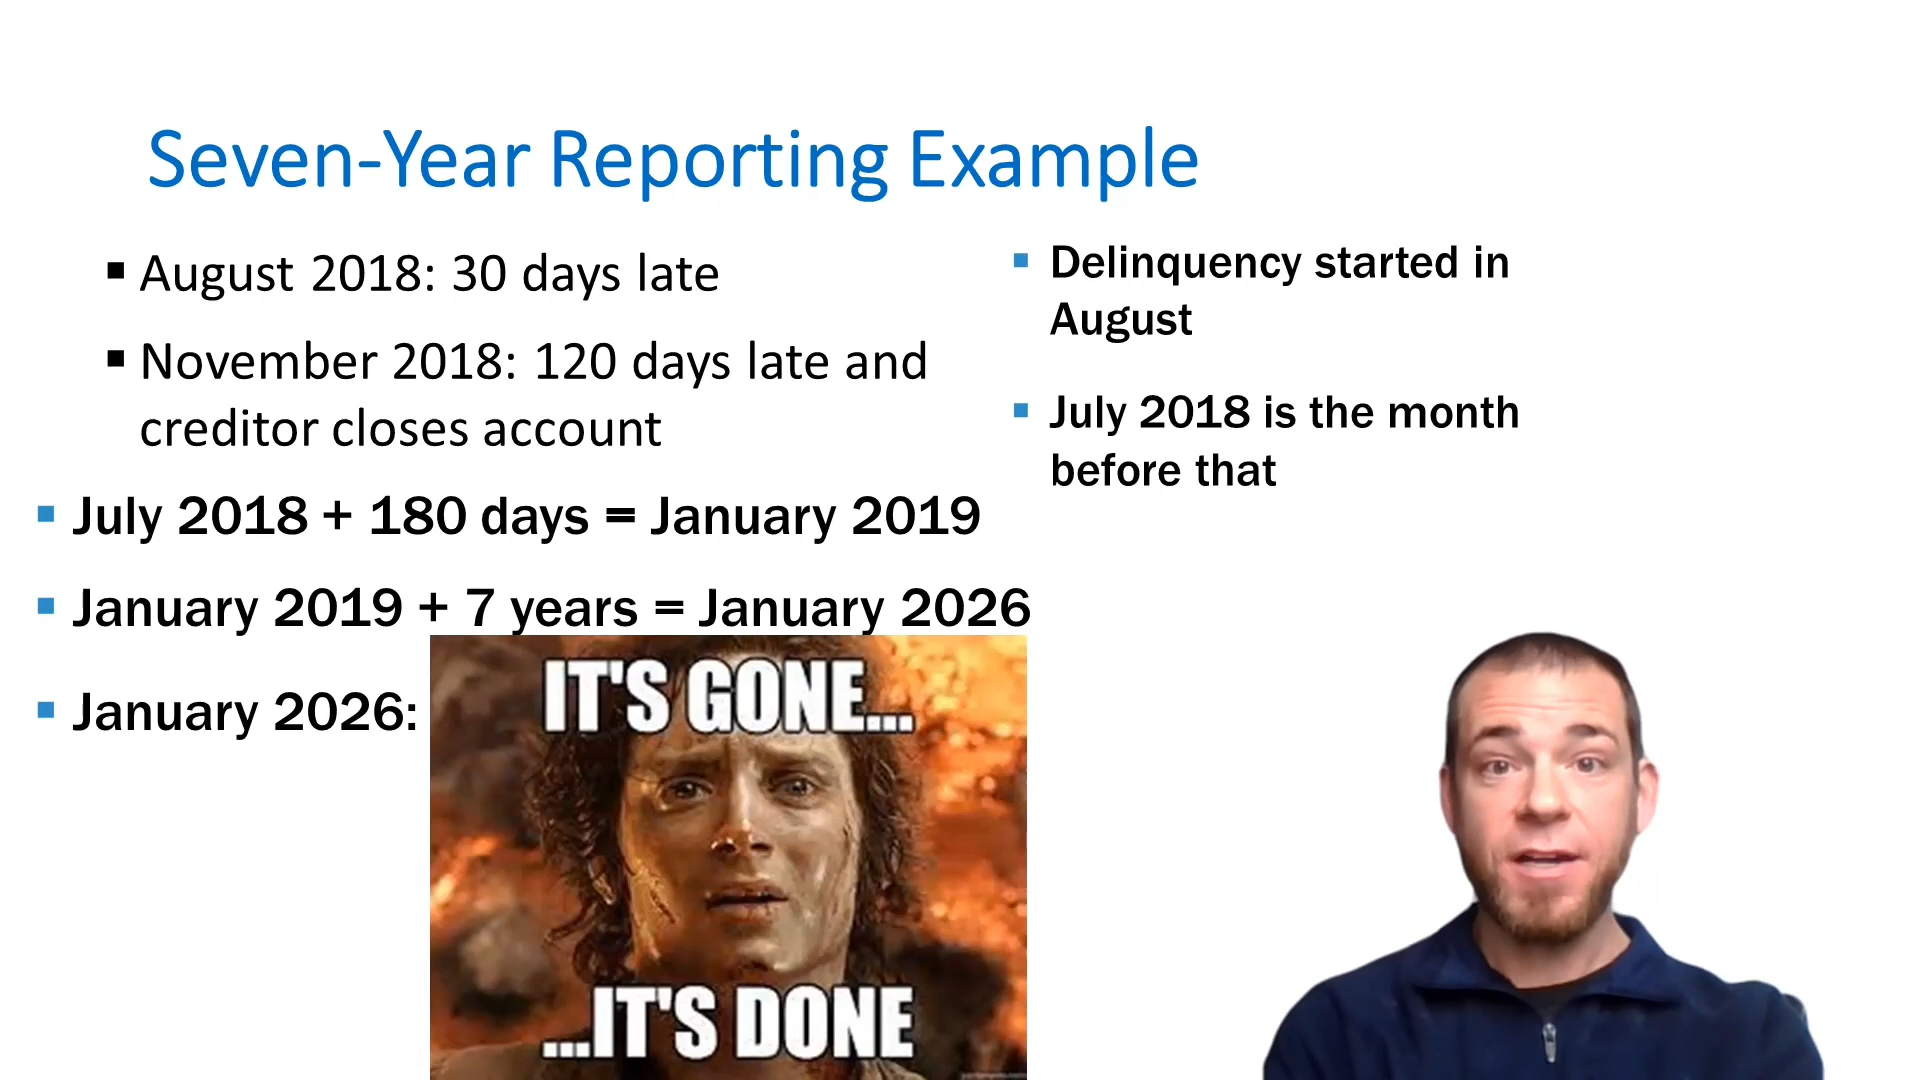 Seven-Year Reporting Example
▪ August 2018: 30 days late
▪ November 2018: 120 days late and
creditor closes account
▪ Delinquency started in
August
▪ July 2018 is the month
before that
▪ July 2018 + 180 days = January 2019
▪ January 2019 + 7 years = January 2026
▪ January 2026:
IT'S GONE...
...IT'S DONE